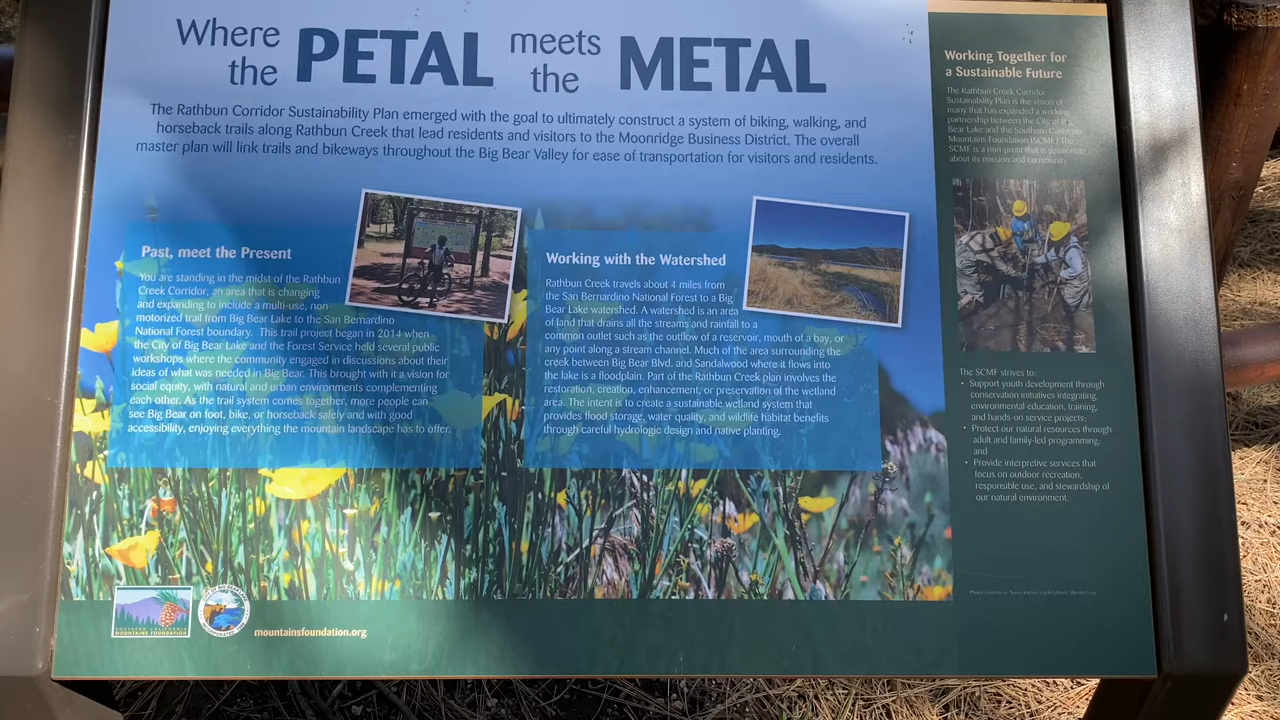 Where the PETAL meets the METAL
The Rathbun Corridor Sustainability Plan emerged with the goal to ultimately construct a system of biking, walking, and
horseback trails along Rathbun Creek that lead residents and visitors to the Moonridge Business District. The overall
master plan will link trails and bikeways throughout the Big Bear Valley for ease of transportation for visitors and residents.
Past, meet the Present
You are standing in the midst of the Rathbun
Creek Corridor, an area that is changing
and expanding to include a multi-use, non-
motorized trail from Big Bear Lake to the San Bernardino
National Forest boundary. This trail project began in 2014 when
the City of Big Bear Lake and the Forest Service held several public
workshops where the community engaged in discussions about their
ideas of what was needed in Big Bear. This brought with it a vision for
social equity, with natural and urban environments complementing
each other. As the trail system comes together, more people can
see Big Bear on foot, bike, or horseback safely and with good
accessibility, enjoying everything the mountain landscape has to offer.
Working with the Watershed
Rathbun Creek travels about 4 miles from
the San Bernardino National Forest to a Big
Bear Lake watershed. A watershed is an area
of land that drains all the streams and rainfall to a
common outlet such as the outflow of a reservoir, mouth of a bay, or
any point along a stream channel. Much of the area surrounding the
creek between Big Bear Blvd. and Sandalwood where it flows into
the lake is a floodplain. Part of the Rathbun Creek plan involves the
restoration, creation, enhancement, or preservation of the wetland
area. The intent is to create a sustainable wetland system that
provides flood storage, water quality, and wildlife habitat benefits
through careful hydrologic design and native planting.
Working Together for
a Sustainable Future
The Rathbun Creek Corridor
Sustainability Plan is the vision of
many that has expanded a working
partnership between the City of Big
Bear Lake and the Southern California
Mountains Foundation (SCMF). The
SCMF is a non profit that is passionate
about its mission and community.
The SCMF strives to:
• Support youth development through
conservation initiatives integrating
environmental education, training,
and hands on service projects;
• Protect our natural resources through
adult and family-led programming;
and
• Provide interpretive services that
focus on outdoor recreation,
responsible use, and stewardship of
our natural environment.
SOUTHERN CALIFORNIA
MOUNTAINS FOUNDATION
mountainsfoundation.org